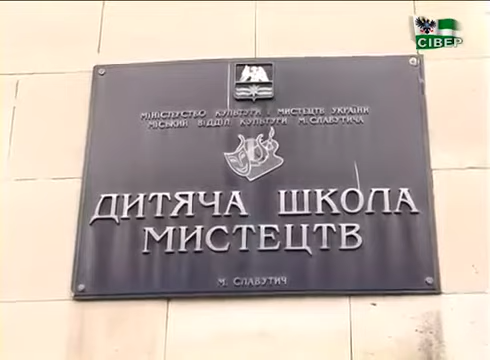 СІВЕР
МІНІСТЕРСТВО КУЛЬТУРИ І МИСТЕЦТВ УКРАЇНИ
МІСЬКИЙ ВІДДІЛ КУЛЬТУРИ М.СЛАВУТИЧА
ДИТЯЧА ШКОЛА
МИСТЕЦТВ
М. СЛАВУТИЧ